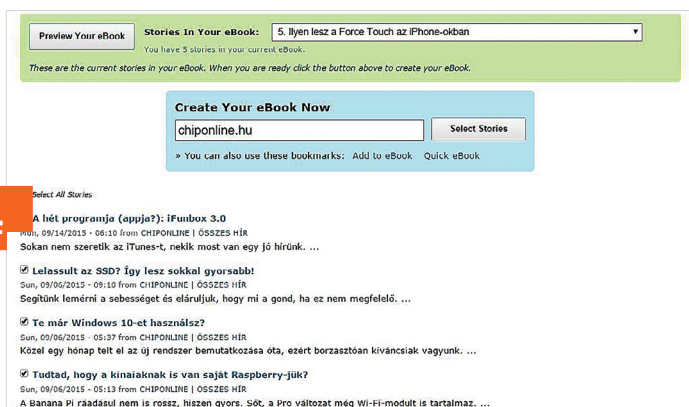 Preview Your eBook
Stories In Your eBook: 5. Ilyen lesz a Force Touch az iPhone-okban
You have 5 stories in your current eBook.
These are the current stories in your eBook. When you are ready click the button above to create your eBook.
Create Your eBook Now
chiponline.hu Select Stories
» You can also use these bookmarks: Add to eBook Quick eBook
Select All Stories
A hét programja (appja?): iFunbox 3.0
Mon, 09/14/2015 - 06:10 from CHIPONLINE | ÖSSZES HÍR
Sokan nem szeretik az iTunes-t, nekik most van egy jó hírünk. ...
Lelassult az SSD? Így lesz sokkal gyorsabb!
Sun, 09/06/2015 - 09:10 from CHIPONLINE | ÖSSZES HÍR
Segítünk lemérni a sebességet és eláruljuk, hogy mi a gond, ha ez nem megfelelő. ...
Te már Windows 10-et használsz?
Sun, 09/06/2015 - 05:37 from CHIPONLINE | ÖSSZES HÍR
Közel egy hónap telt el az új rendszer bemutatkozása óta, ezért borzasztóan kíváncsiak vagyunk. ...
Tudtad, hogy a kínaiaknak is van saját Raspberry-jük?
Sun, 09/06/2015 - 05:13 from CHIPONLINE | ÖSSZES HÍR
A Banana Pi ráadásul nem is rossz, hiszen gyors. Sőt, a Pro változat még Wi-Fi-modult is tartalmaz. ...